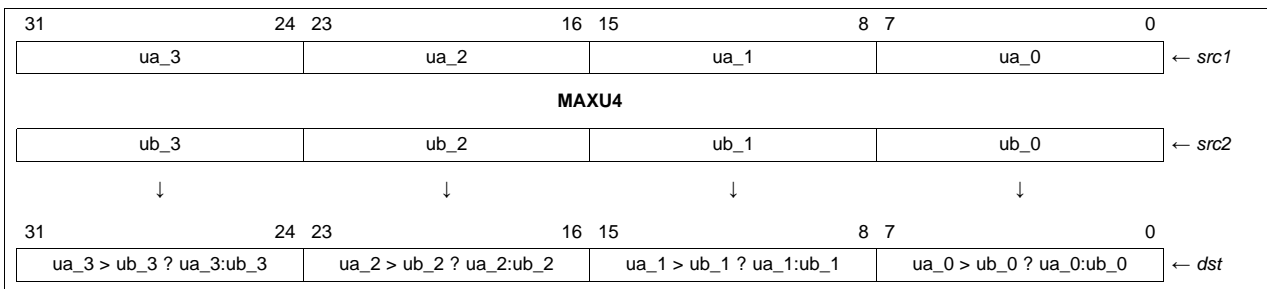 31 24 23 16 15 8 7 0
ua_3 ua_2 ua_1 ua_0 ← src1
MAXU4
ub_3 ub_2 ub_1 ub_0 ← src2
↓ ↓ ↓ ↓
31 24 23 16 15 8 7 0
ua_3 > ub_3 ? ua_3:ub_3 ua_2 > ub_2 ? ua_2:ub_2 ua_1 > ub_1 ? ua_1:ub_1 ua_0 > ub_0 ? ua_0:ub_0 ← dst